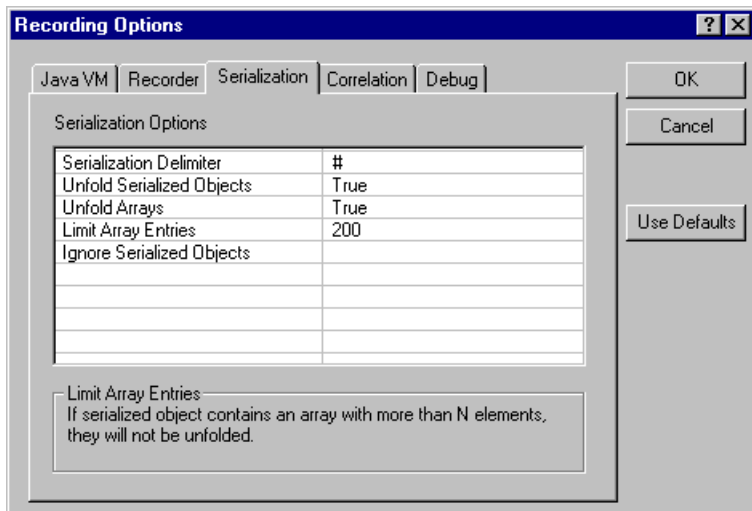 Recording Options
Java VM Recorder Serialization Correlation Debug
OK
Cancel
Use Defaults
Serialization Options
Serialization Delimiter #
Unfold Serialized Objects True
Unfold Arrays True
Limit Array Entries 200
Ignore Serialized Objects
Limit Array Entries
If serialized object contains an array with more than N elements,
they will not be unfolded.